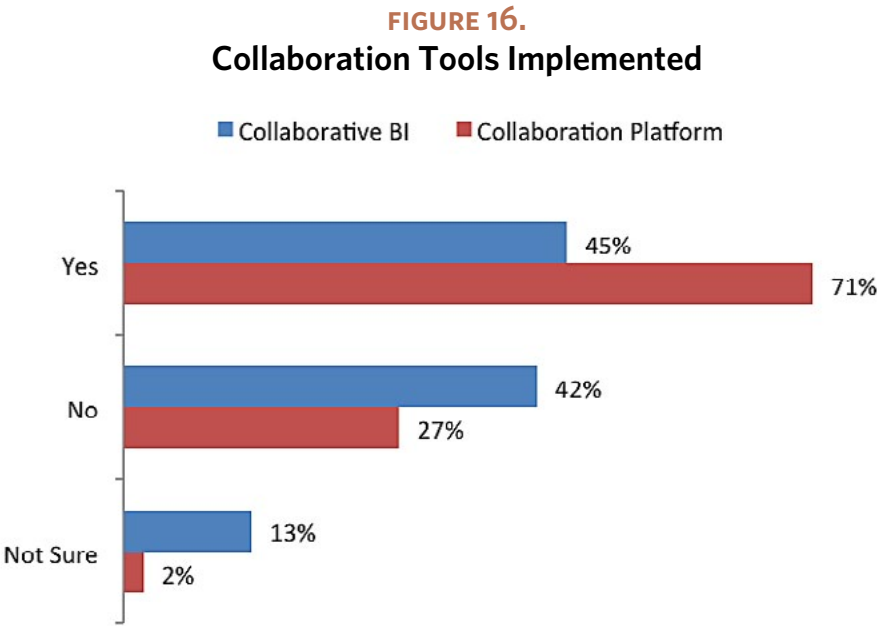 FIGURE 16.
Collaboration Tools Implemented
Collaborative BI Collaboration Platform
Yes
45%
71%
No
42%
27%
Not Sure
13%
2%